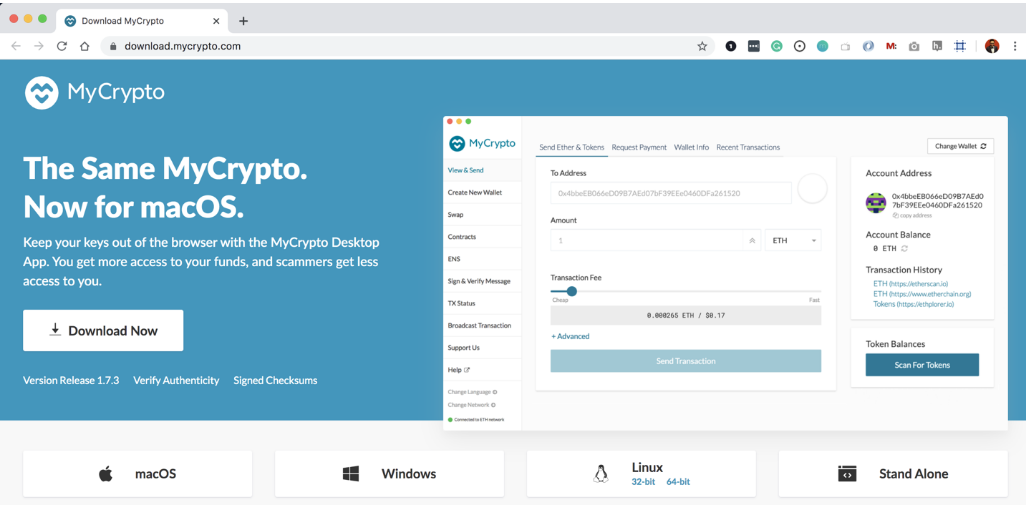 Download MyCrypto
download.mycrypto.com
MyCrypto
The Same MyCrypto.
Now for macOS.
Keep your keys out of the browser with the MyCrypto Desktop
App. You get more access to your funds, and scammers get less
access to you.
Download Now
Version Release 1.7.3 Verify Authenticity Signed Checksums
MyCrypto
View & Send
Create New Wallet
Swap
Contracts
ENS
Sign & Verify Message
TX Status
Broadcast Transaction
Support Us
Help
Change Language
Change Network
Connected to ETH network
Send Ether & Tokens Request Payment Wallet Info Recent Transactions
Change Wallet
To Address
0x4bbeEB066eD09B7AEd07bF39EEe0460DFa261520
Amount
1
ETH
Transaction Fee
Cheap
Fast
0.000265 ETH / $0.17
+ Advanced
Send Transaction
Account Address
0x4bbeEB066eD09B7AEd0
7bF39EEe0460DFa261520
copy address
Account Balance
0 ETH
Transaction History
ETH (https://etherscan.io)
ETH (https://www.etherchain.org)
Tokens (https://ethplorer.io)
Token Balances
Scan For Tokens
macOS
Windows
Linux
32-bit 64-bit
Stand Alone